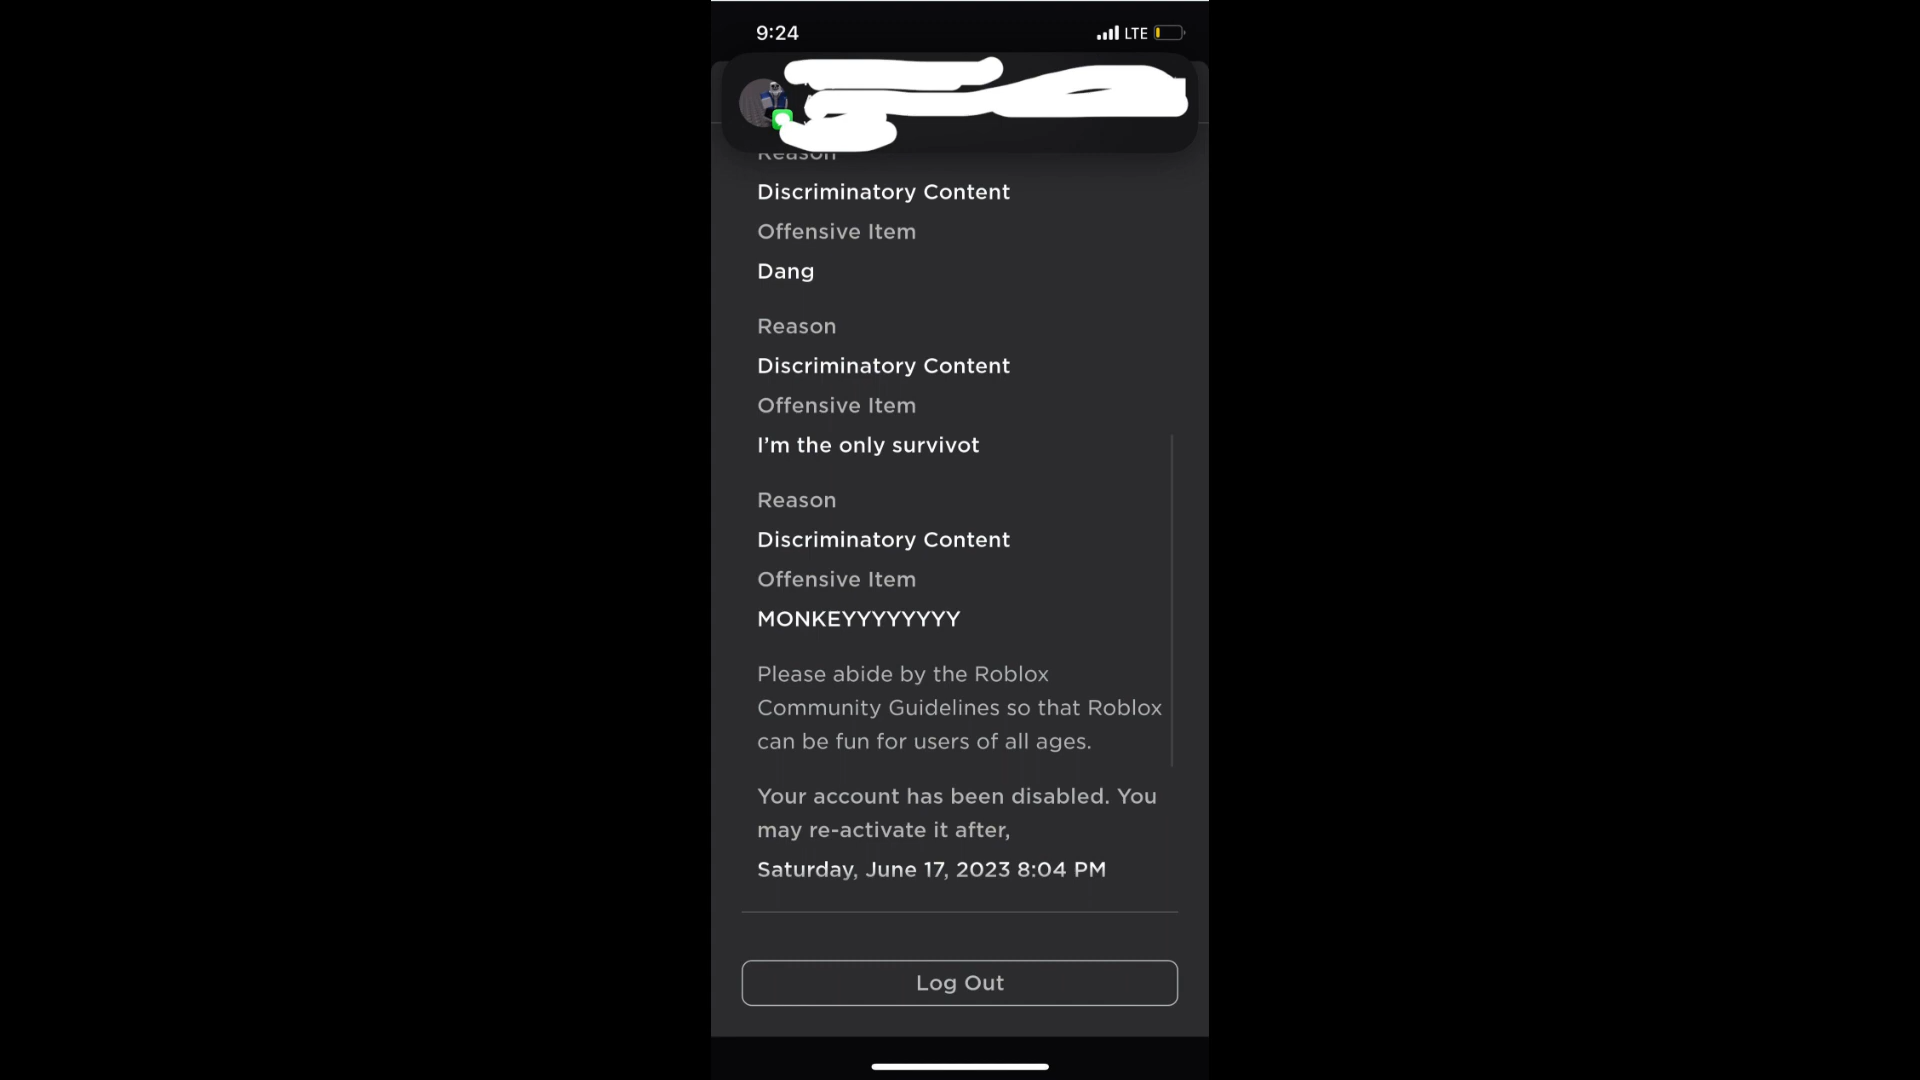 9:24
LTE
Reason
Discriminatory Content
Offensive Item
Dang
Reason
Discriminatory Content
Offensive Item
I'm the only survivot
Reason
Discriminatory Content
Offensive Item
MONKEYYYYYYYY
Please abide by the Roblox
Community Guidelines so that Roblox
can be fun for users of all ages.
Your account has been disabled. You
may re-activate it after,
Saturday, June 17, 2023 8:04 PM
Log Out